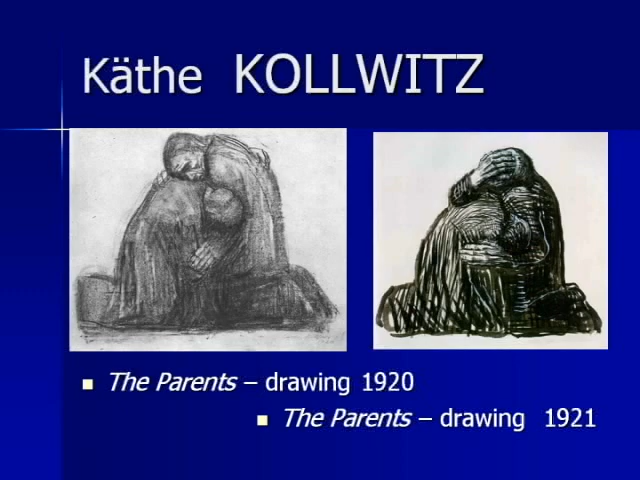 Käthe KOLLWITZ
The Parents – drawing 1920
The Parents – drawing 1921